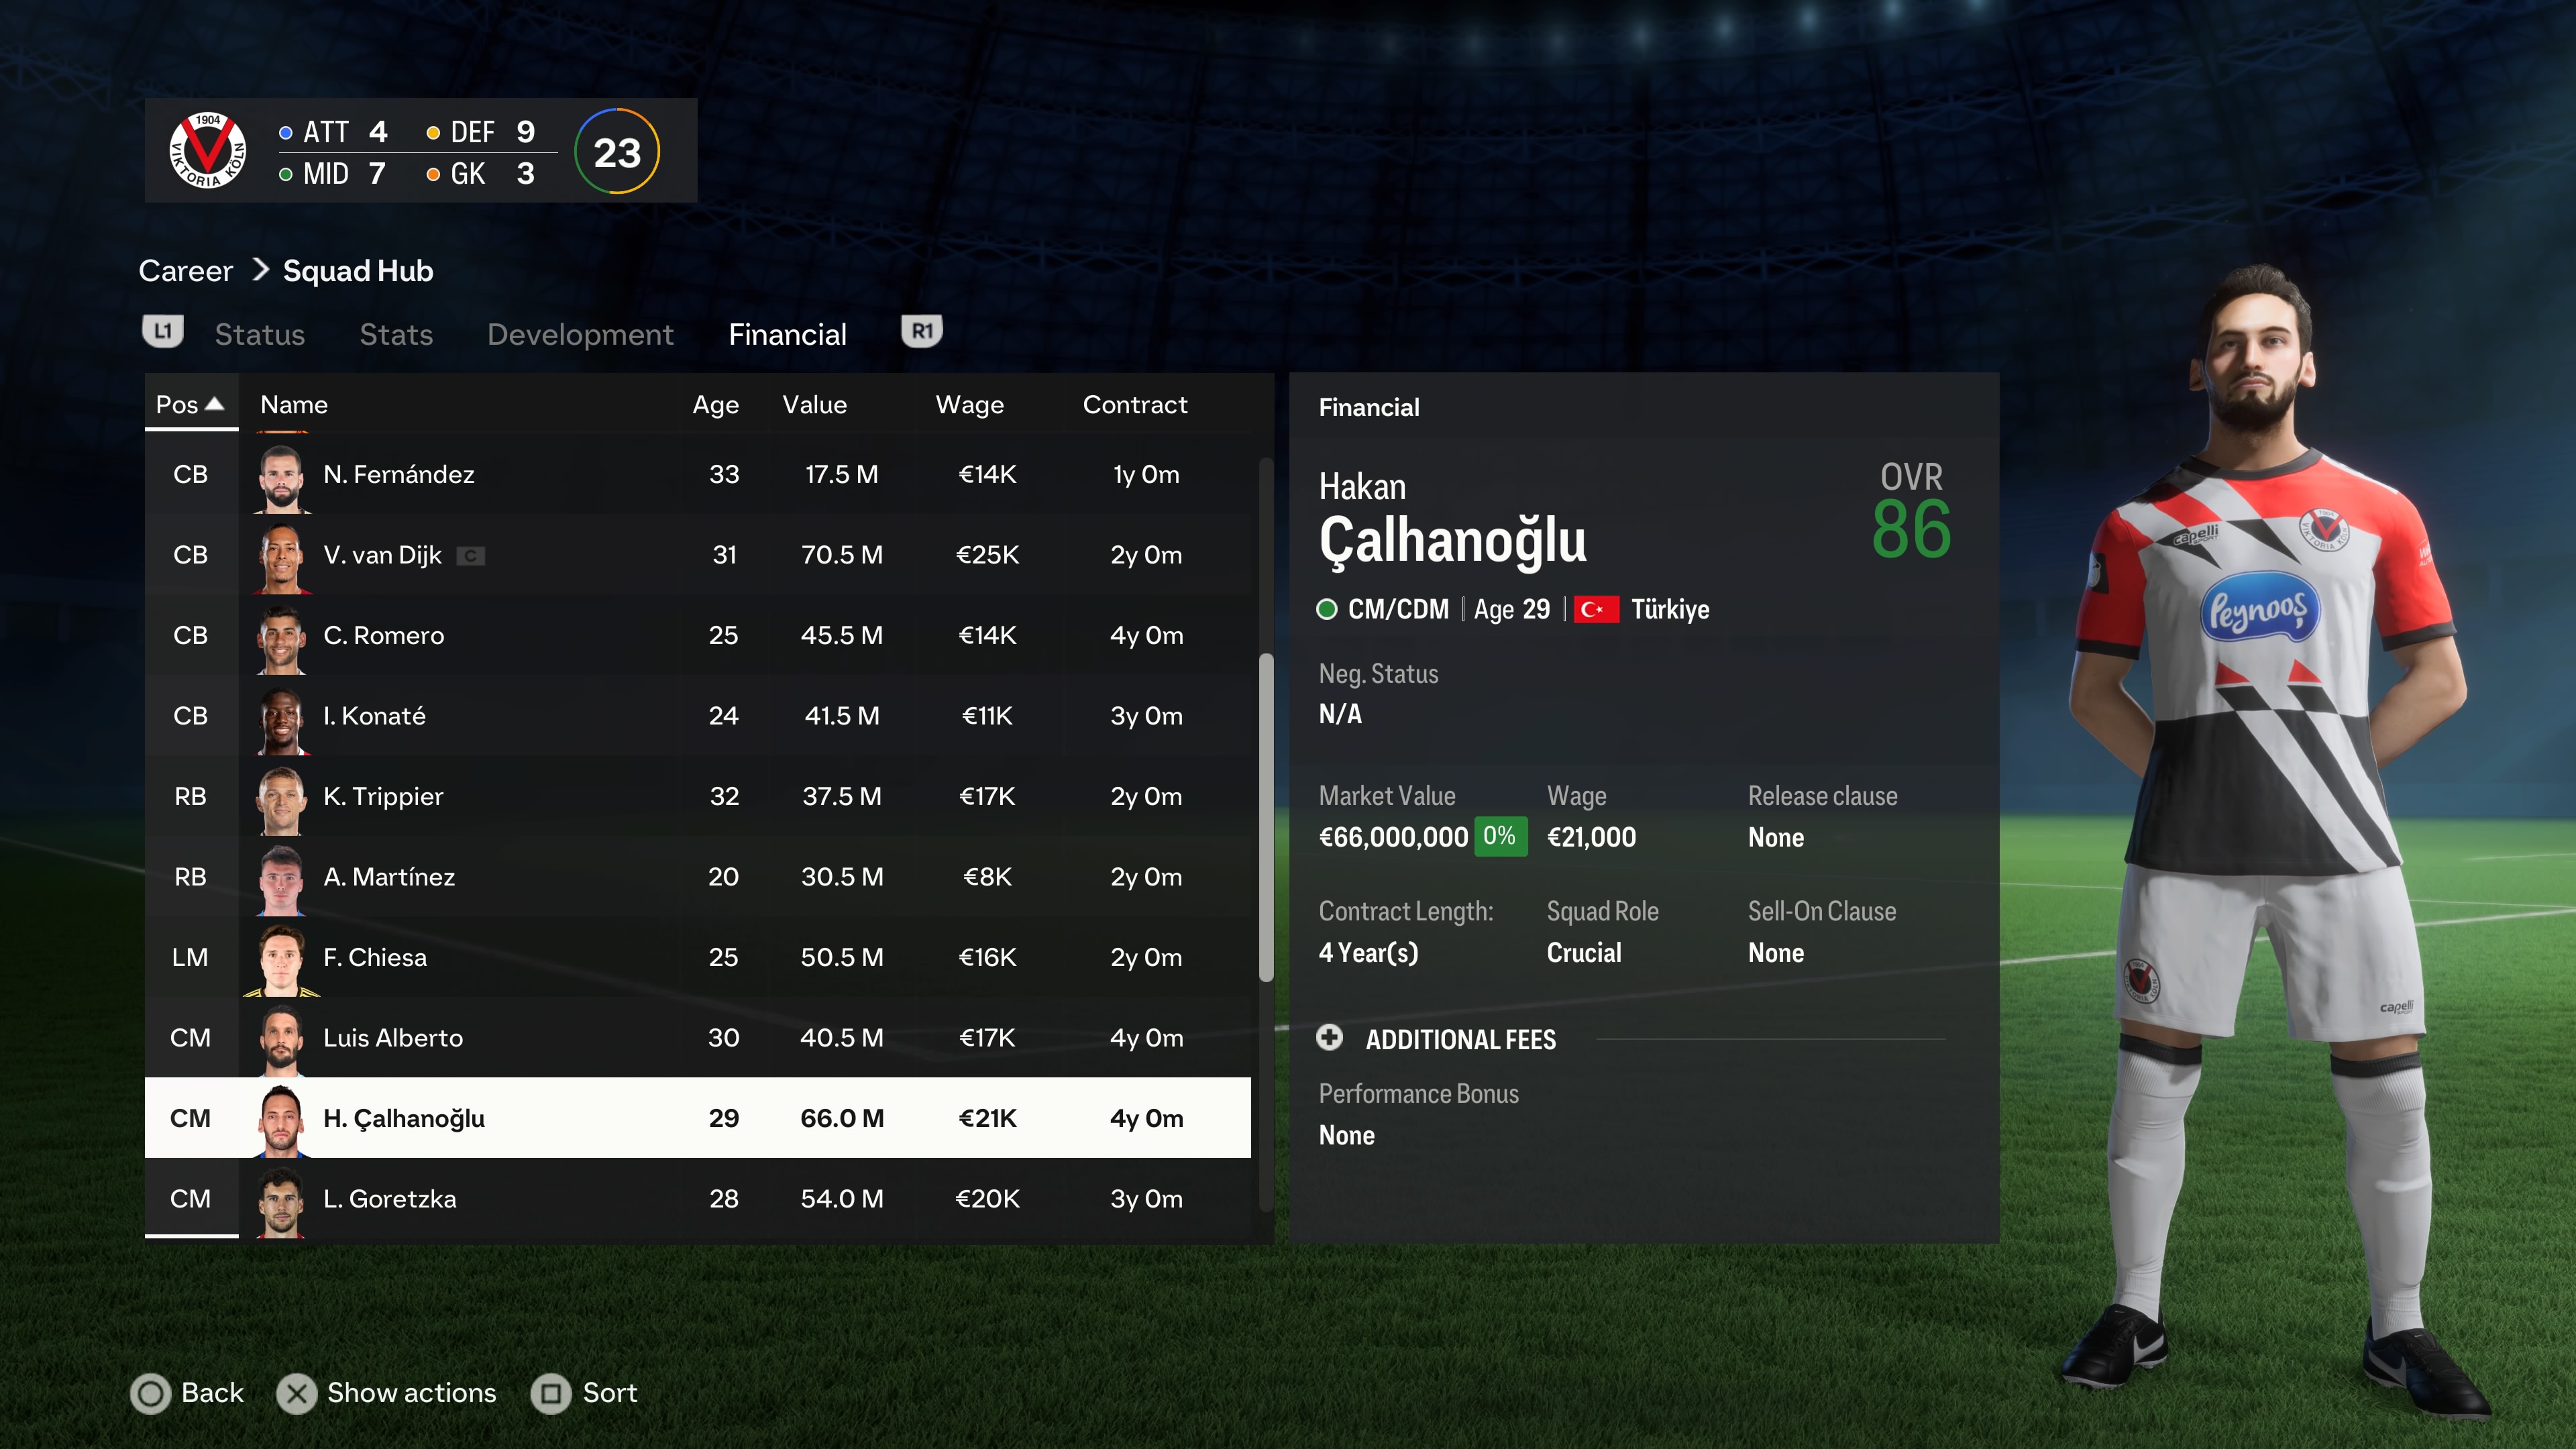 1904
VIKTORIA KÖLN
ATT 4 DEF 9
MID 7 GK 3
23
Career > Squad Hub
L1 Status Stats Development Financial R1
Pos Name Age Value Wage Contract
CB N. Fernández 33 17.5 M €14K 1y 0m
CB V. van Dijk C 31 70.5 M €25K 2y 0m
CB C. Romero 25 45.5 M €14K 4y 0m
CB I. Konaté 24 41.5 M €11K 3y 0m
RB K. Trippier 32 37.5 M €17K 2y 0m
RB A. Martínez 20 30.5 M €8K 2y 0m
LM F. Chiesa 25 50.5 M €16K 2y 0m
CM Luis Alberto 30 40.5 M €17K 4y 0m
CM H. Çalhanoğlu 29 66.0 M €21K 4y 0m
CM L. Goretzka 28 54.0 M €20K 3y 0m
Financial
Hakan
Çalhanoğlu
OVR
86
CM/CDM | Age 29 | Türkiye
Neg. Status
N/A
Market Value Wage Release clause
€66,000,000 0% €21,000 None
Contract Length: Squad Role Sell-On Clause
4 Year(s) Crucial None
ADDITIONAL FEES
Performance Bonus
None
capelli
SPORT
1904
VIKTORIA KÖLN
Peynoos
capelli
SPORT
Back Show actions Sort